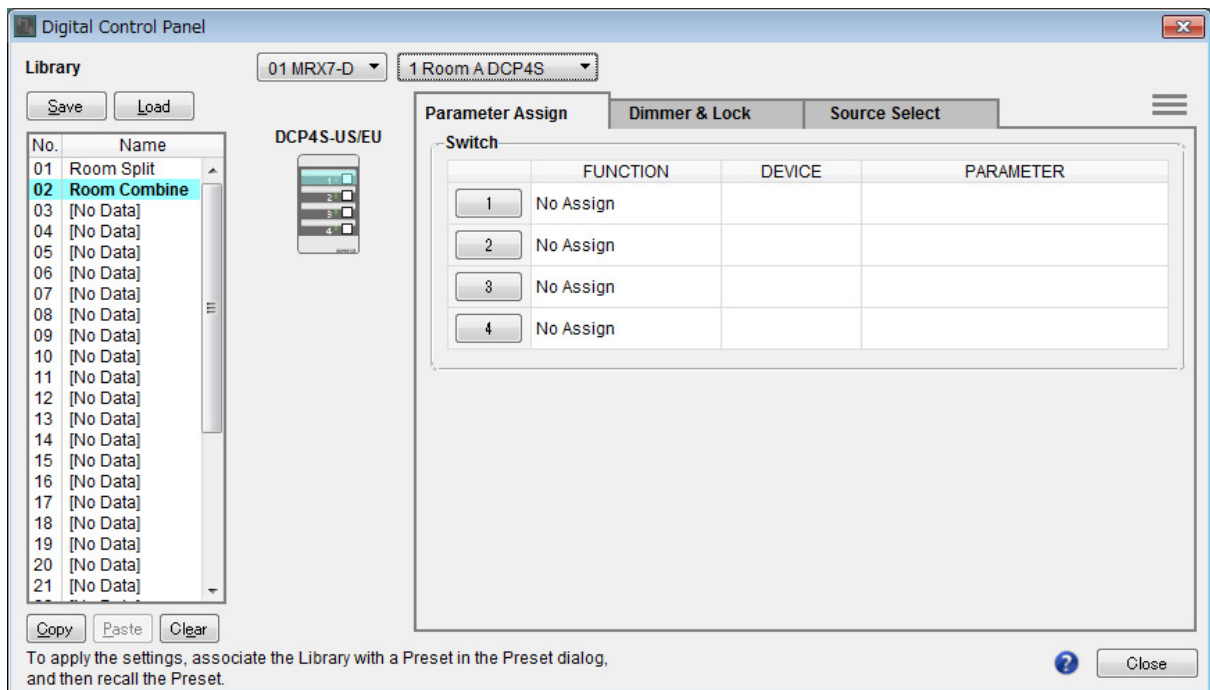 Digital Control Panel
Library
01 MRX7-D
1 Room A DCP4S
Save
Load
Parameter Assign
Dimmer & Lock
Source Select
DCP4S-US/EU
1
2
3
4
Switch
No. Name
01 Room Split
02 Room Combine
03 [No Data]
04 [No Data]
05 [No Data]
06 [No Data]
07 [No Data]
08 [No Data]
09 [No Data]
10 [No Data]
11 [No Data]
12 [No Data]
13 [No Data]
14 [No Data]
15 [No Data]
16 [No Data]
17 [No Data]
18 [No Data]
19 [No Data]
20 [No Data]
21 [No Data]
FUNCTION DEVICE PARAMETER
1 No Assign
2 No Assign
3 No Assign
4 No Assign
Copy
Paste
Clear
To apply the settings, associate the Library with a Preset in the Preset dialog,
and then recall the Preset.
?
Close